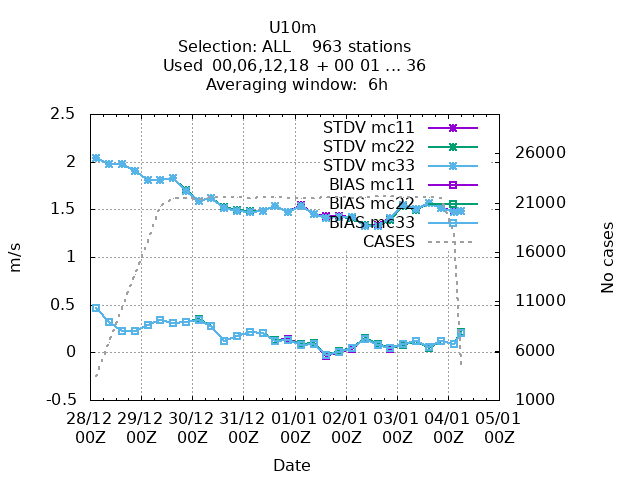 U10m
Selection: ALL    963 stations
Used  00,06,12,18  + 00 01 ... 36
Averaging window:  6h
2.5
2
1.5
1
0.5
0
-0.5
m/s
STDV mc11
STDV mc22
STDV mc33
BIAS mc11
BIAS mc22
BIAS mc33
CASES
26000
21000
16000
11000
6000
1000
No cases
28/12 29/12 30/12 31/12 01/01 02/01 03/01 04/01 05/01
00Z 00Z 00Z 00Z 00Z 00Z 00Z 00Z 00Z
Date